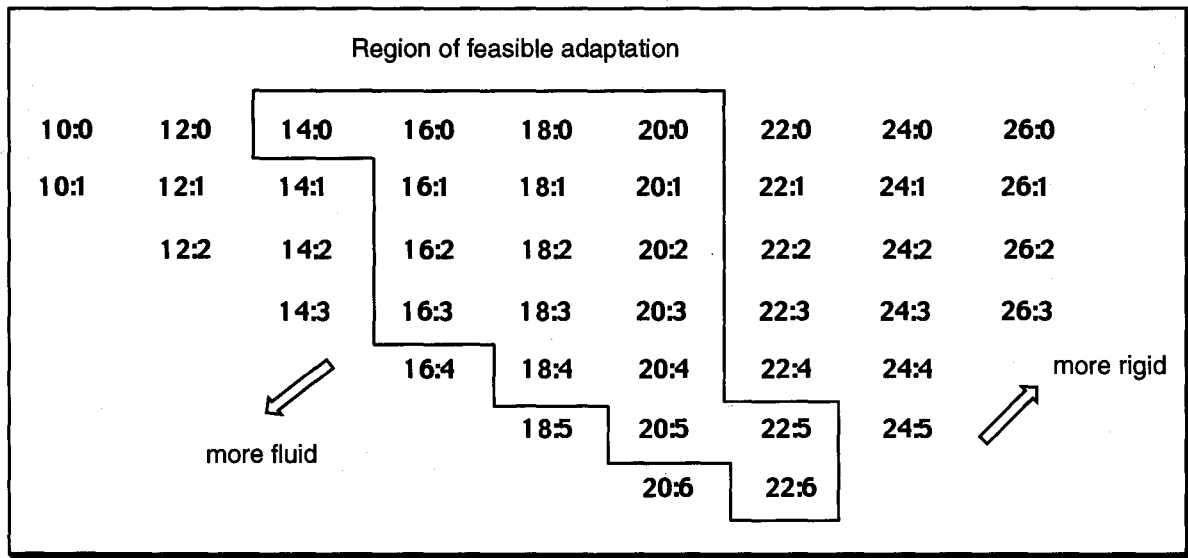 Region of feasible adaptation
10:0 12:0 14:0 16:0 18:0 20:0 22:0 24:0 26:0
10:1 12:1 14:1 16:1 18:1 20:1 22:1 24:1 26:1
12:2 14:2 16:2 18:2 20:2 22:2 24:2 26:2
14:3 16:3 18:3 20:3 22:3 24:3 26:3
16:4 18:4 20:4 22:4 24:4 more rigid
18:5 20:5 22:5 24:5
more fluid
20:6 22:6